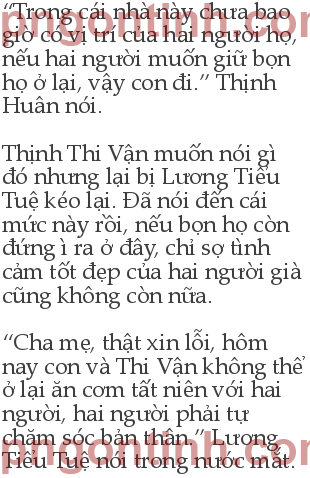 “Trong cái nhà này chưa bao
giờ có vị trí của hai người họ,
nếu hai người muốn giữ bọn
họ ở lại, vậy con đi.” Thịnh
Huân nói.
Thịnh Thi Vận muốn nói gì
đó nhưng lại bị Lương Tiểu
Tuệ kéo lại. Đã nói đến cái
mức này rồi, nếu bọn họ còn
đứng ì ra ở đây, chỉ sợ tình
cảm tốt đẹp của hai người già
cũng không còn nữa.
“Cha mẹ, thật xin lỗi, hôm
nay con và Thi Vận không thể
ở lại ăn cơm tất niên với hai
người, hai người phải tự
chăm sóc bản thân.” Lương
Tiểu Tuệ nói trong nước mắt.
pngontinh.com
pngontinh.com